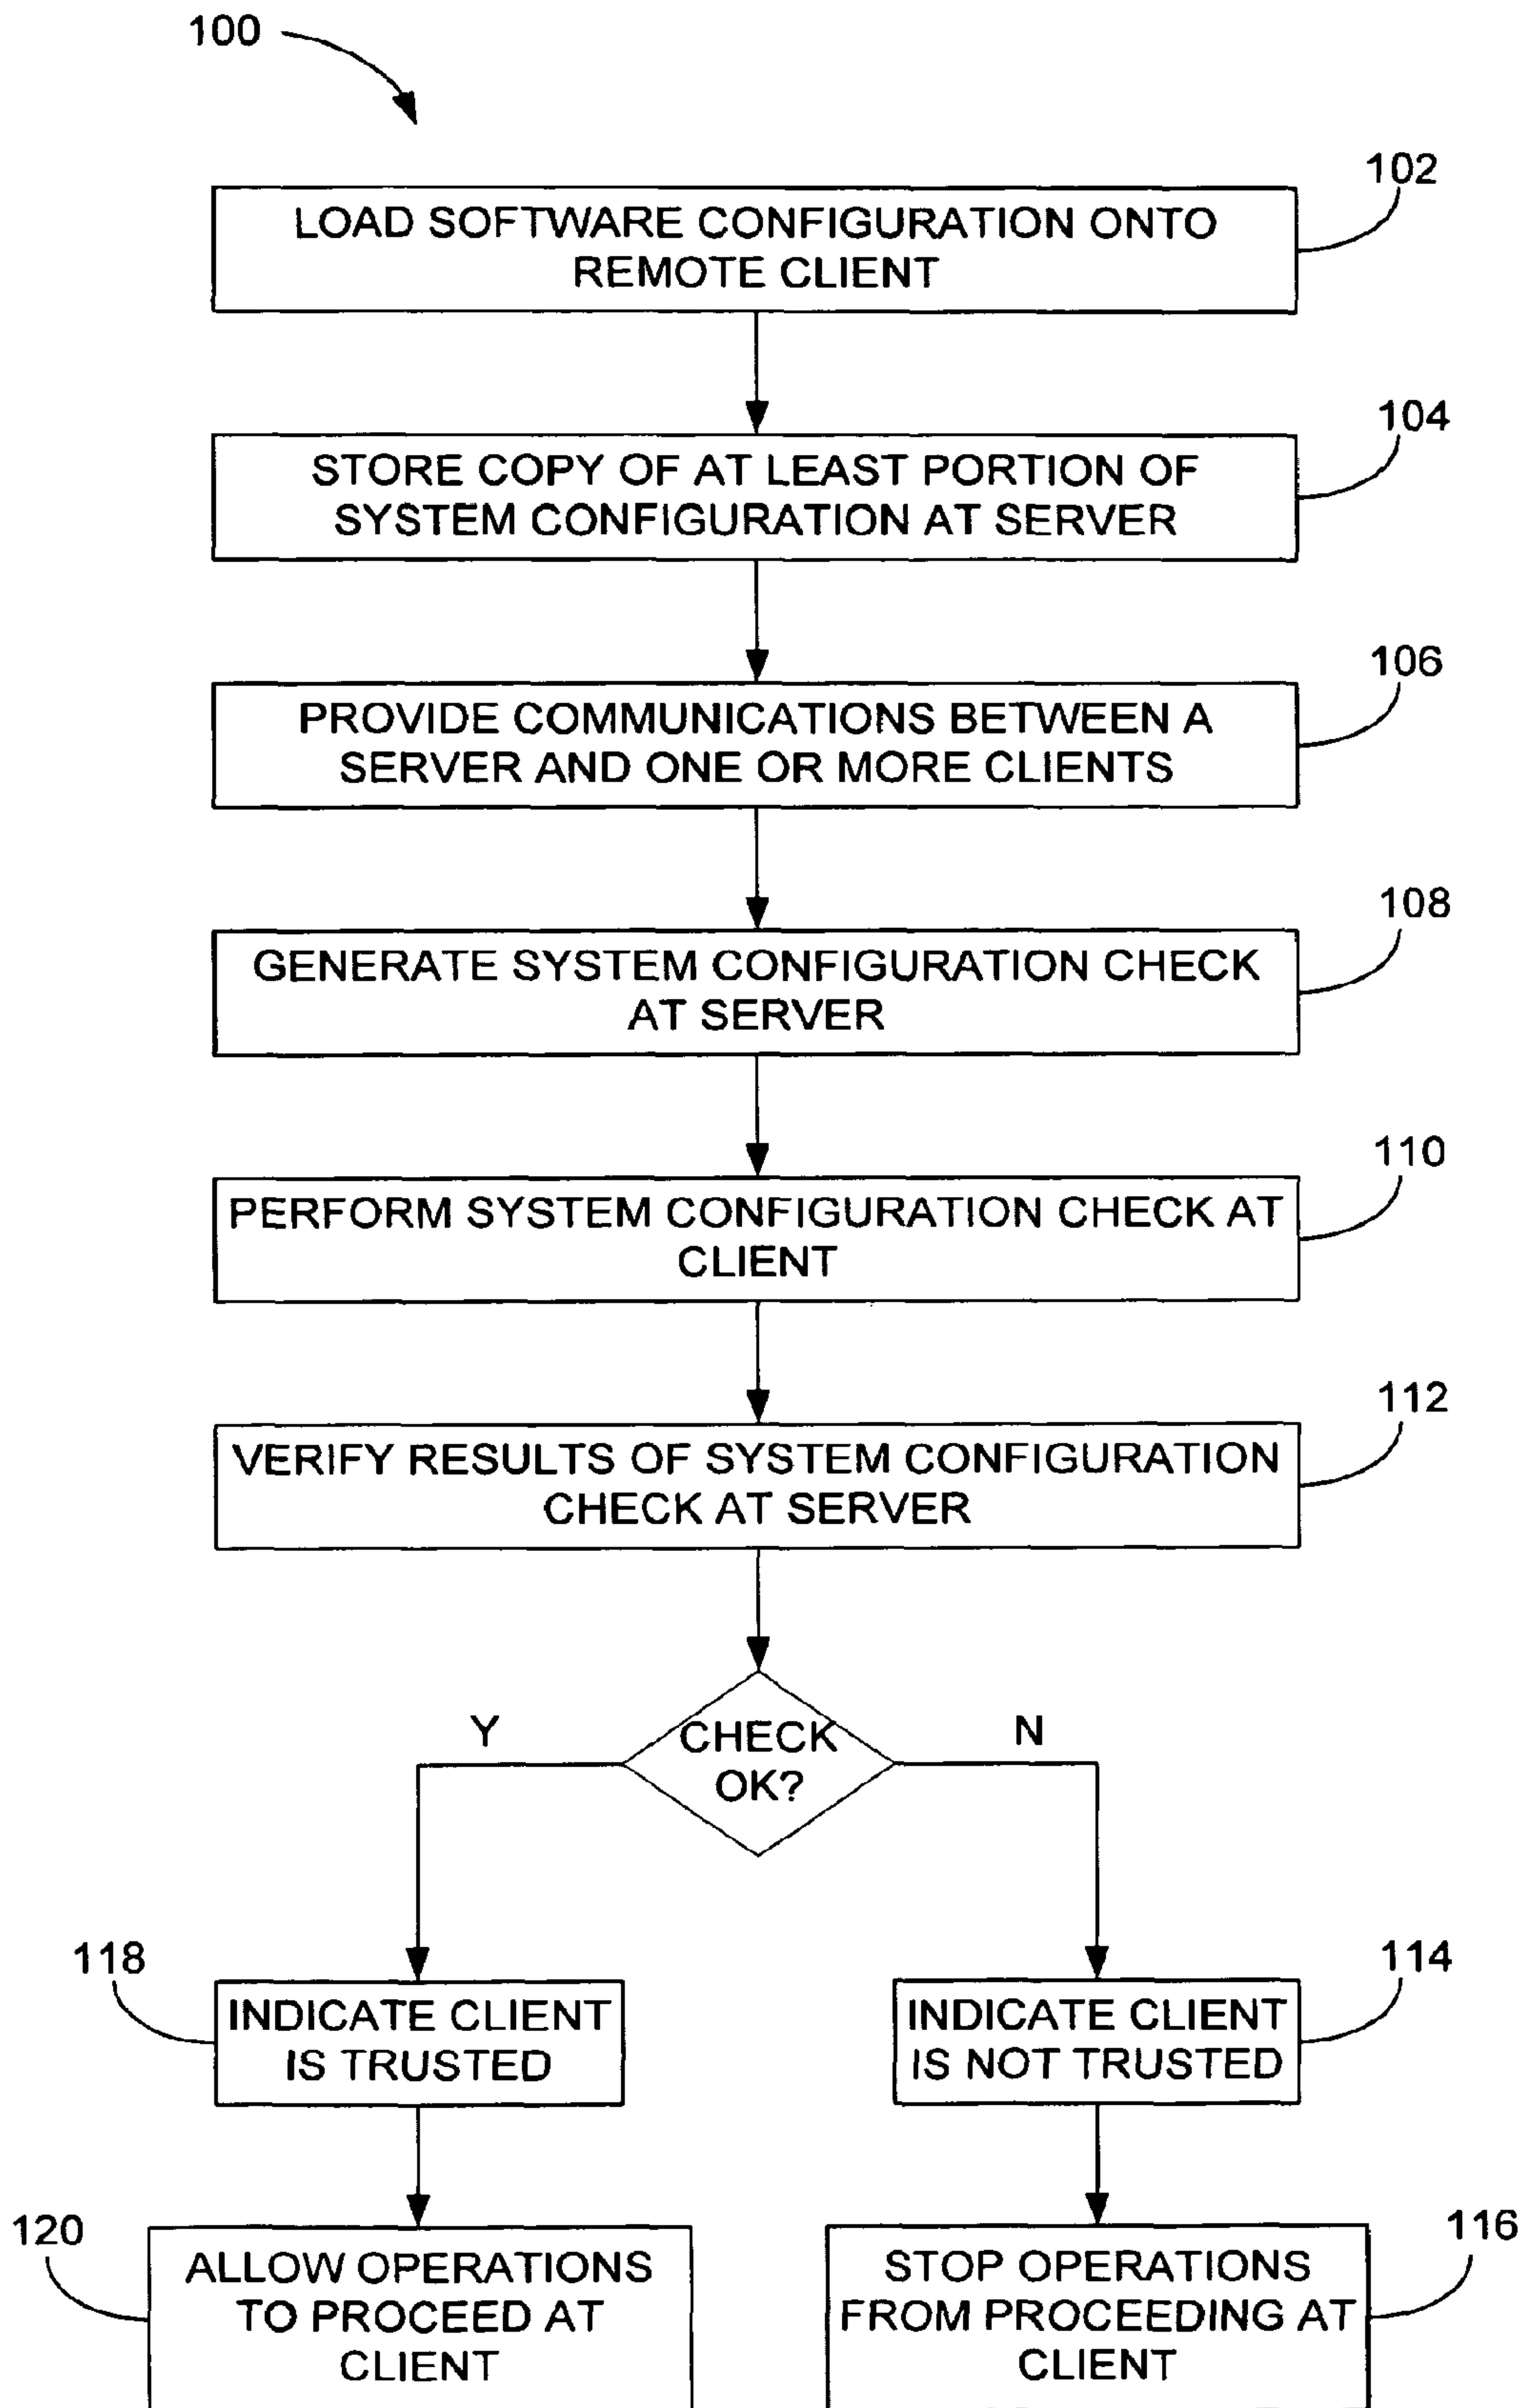 100
102
LOAD SOFTWARE CONFIGURATION ONTO
REMOTE CLIENT
104
STORE COPY OF AT LEAST PORTION OF
SYSTEM CONFIGURATION AT SERVER
106
PROVIDE COMMUNICATIONS BETWEEN A
SERVER AND ONE OR MORE CLIENTS
108
GENERATE SYSTEM CONFIGURATION CHECK
AT SERVER
110
PERFORM SYSTEM CONFIGURATION CHECK AT
CLIENT
112
VERIFY RESULTS OF SYSTEM CONFIGURATION
CHECK AT SERVER
Y
N
CHECK
OK?
118
INDICATE CLIENT
IS TRUSTED
114
INDICATE CLIENT
IS NOT TRUSTED
120
ALLOW OPERATIONS
TO PROCEED AT
CLIENT
116
STOP OPERATIONS
FROM PROCEEDING AT
CLIENT